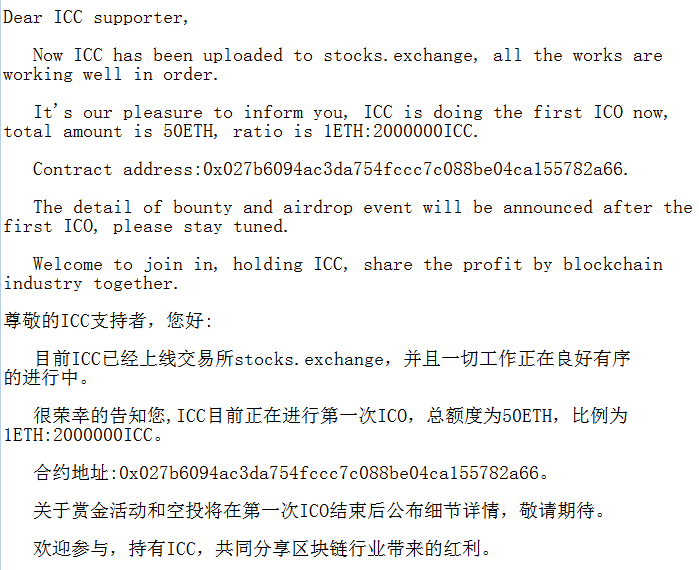 Dear ICC supporter,
Now ICC has been uploaded to stocks.exchange, all the works are
working well in order.
It's our pleasure to inform you, ICC is doing the first ICO now,
total amount is 50ETH, ratio is 1ETH:2000000ICC.
Contract address:0x027b6094ac3da754fccc7c088be04ca155782a66.
The detail of bounty and airdrop event will be announced after the
first ICO, please stay tuned.
Welcome to join in, holding ICC, share the profit by blockchain
industry together.
尊敬的ICC支持者，您好:
目前ICC已经上线交易所stocks.exchange，并且一切工作正在良好有序
的进行中。
很荣幸的告知您,ICC目前正在进行第一次ICO，总额度为50ETH，比例为
1ETH:2000000ICC。
合约地址:0x027b6094ac3da754fccc7c088be04ca155782a66。
关于赏金活动和空投将在第一次ICO结束后公布细节详情，敬请期待。
欢迎参与，持有ICC，共同分享区块链行业带来的红利。